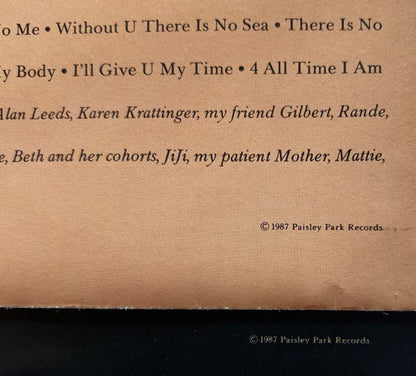 No Me • Without U There Is No Sea • There Is No
My Body • I'll Give U My Time • 4 All Time I Am
Alan Leeds, Karen Krattinger, my friend Gilbert, Rande,
e, Beth and her cohorts, JiJi, my patient Mother, Mattie,
© 1987 Paisley Park Records.
© 1987 Paisley Park Records.